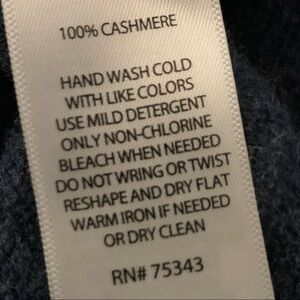 100% CASHMERE
HAND WASH COLD
WITH LIKE COLORS
USE MILD DETERGENT
ONLY NON-CHLORINE
BLEACH WHEN NEEDED
DO NOT WRING OR TWIST
RESHAPE AND DRY FLAT
WARM IRON IF NEEDED
OR DRY CLEAN
RN# 75343